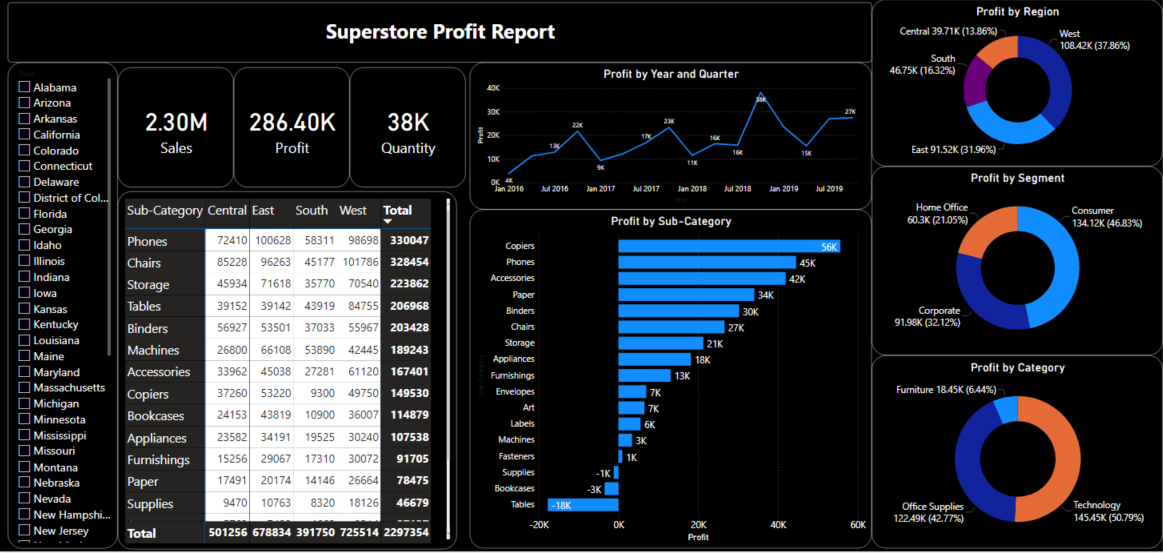 Superstore Profit Report
Alabama
Arizona
Arkansas
California
Colorado
Connecticut
Delaware
District of Col...
Florida
Georgia
Idaho
Illinois
Indiana
Iowa
Kansas
Kentucky
Louisiana
Maine
Maryland
Massachusetts
Michigan
Minnesota
Mississippi
Missouri
Montana
Nebraska
Nevada
New Hampshi...
New Jersey
2.30M
Sales
286.40K
Profit
38K
Quantity
Sub-Category Central East South West Total
Phones 72410 100628 58311 98698 330047
Chairs 85228 96263 45177 101786 328454
Storage 45934 71618 35770 70540 223862
Tables 39152 39142 43919 84755 206968
Binders 56927 53501 37033 55967 203428
Machines 26800 66108 53890 42445 189243
Accessories 33962 45038 27281 61120 167401
Copiers 37260 53220 9300 49750 149530
Bookcases 24153 43819 10900 36007 114879
Appliances 23582 34191 19525 30240 107538
Furnishings 15256 29067 17310 30072 91705
Paper 17491 20174 14146 26664 78475
Supplies 9470 10763 8320 18126 46679
Total 501256 678834 391750 725514 2297354
Profit by Year and Quarter
Profit
40K
30K
20K
10K
0K
4K
13K
22K
9K
17K
23K
11K
16K
16K
38K
15K
27K
Jan 2016 Jul 2016 Jan 2017 Jul 2017 Jan 2018 Jul 2018 Jan 2019 Jul 2019
Year
Profit by Sub-Category
Sub-Category
Copiers 56K
Phones 45K
Accessories 42K
Paper 34K
Binders 30K
Chairs 27K
Storage 21K
Appliances 18K
Furnishings 13K
Envelopes 7K
Art 7K
Labels 6K
Machines 3K
Fasteners 1K
Supplies -1K
Bookcases -3K
Tables -18K
-20K 0K 20K 40K 60K
Profit
Profit by Region
Central 39.71K (13.86%)
West
108.42K (37.86%)
South
46.75K (16.32%)
East 91.52K (31.96%)
Profit by Segment
Home Office
60.3K (21.05%)
Consumer
134.12K (46.83%)
Corporate
91.98K (32.12%)
Profit by Category
Furniture 18.45K (6.44%)
Office Supplies
122.49K (42.77%)
Technology
145.45K (50.79%)